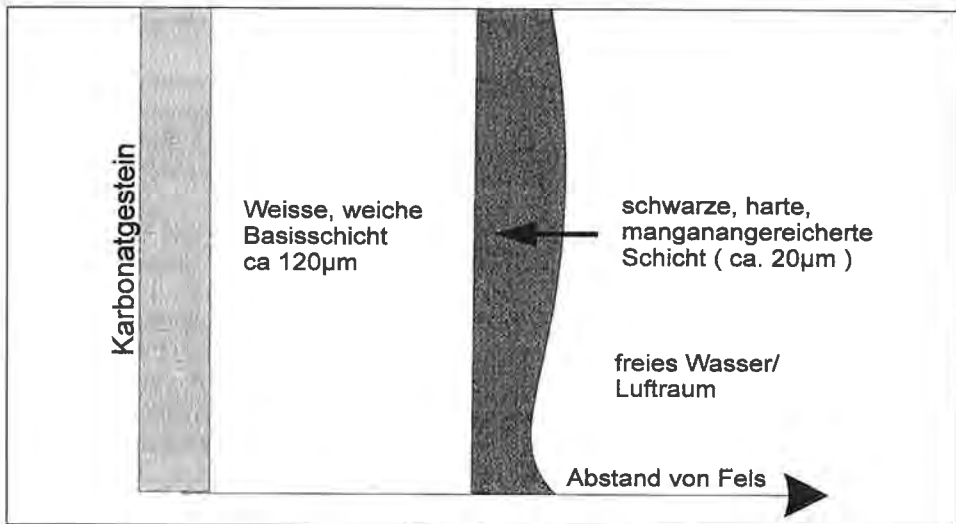 Karbonatgestein
Weisse, weiche
Basisschicht
ca 120µm
schwarze, harte,
manganangereicherte
Schicht ( ca. 20µm )
freies Wasser/
Luftraum
Abstand von Fels